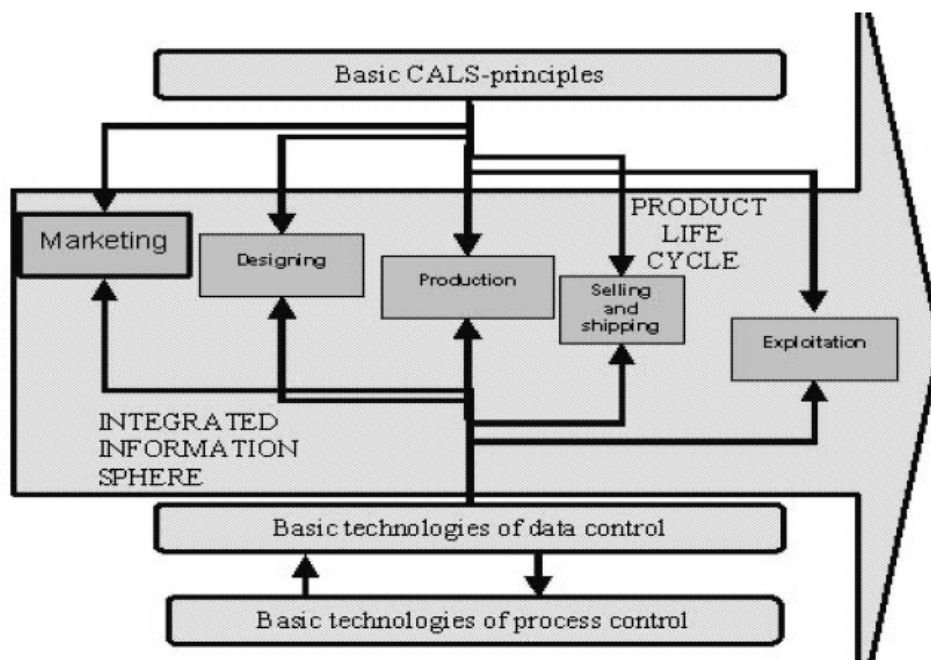 Basic CALS-principles
PRODUCT
LIFE
CYCLE
Marketing
Designing
Production
Selling
and
shipping
Exploitation
INTEGRATED
INFORMATION
SPHERE
Basic technologies of data control
Basic technologies of process control